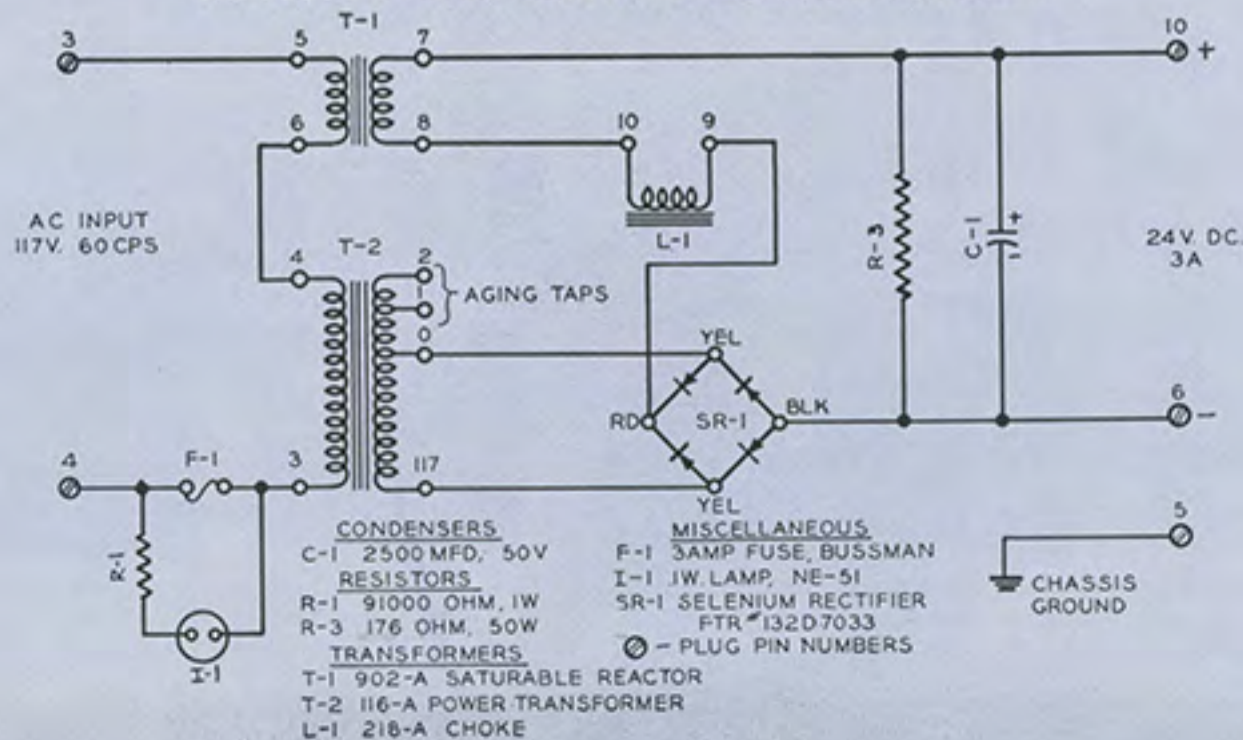 T-1
3
5
7
10
+
6
8
10
9
L-1
AC INPUT
117V. 60 CPS
T-2
4
2
1
0
AGING TAPS
R-3
C-1
+
-
24 V. DC.
3A
YEL
RD
SR-1
BLK
YEL
6
-
4
F-1
3
117
R-1
I-1
5
CHASSIS
GROUND
CONDENSERS
C-1 2500 MFD, 50V
RESISTORS
R-1 91000 OHM, 1W
R-3 176 OHM, 50W
TRANSFORMERS
T-1 902-A SATURABLE REACTOR
T-2 116-A POWER TRANSFORMER
L-1 218-A CHOKE
MISCELLANEOUS
F-1 3AMP FUSE, BUSSMAN
I-1 1W. LAMP, NE-51
SR-1 SELENIUM RECTIFIER
FTR #132D7033
- PLUG PIN NUMBERS